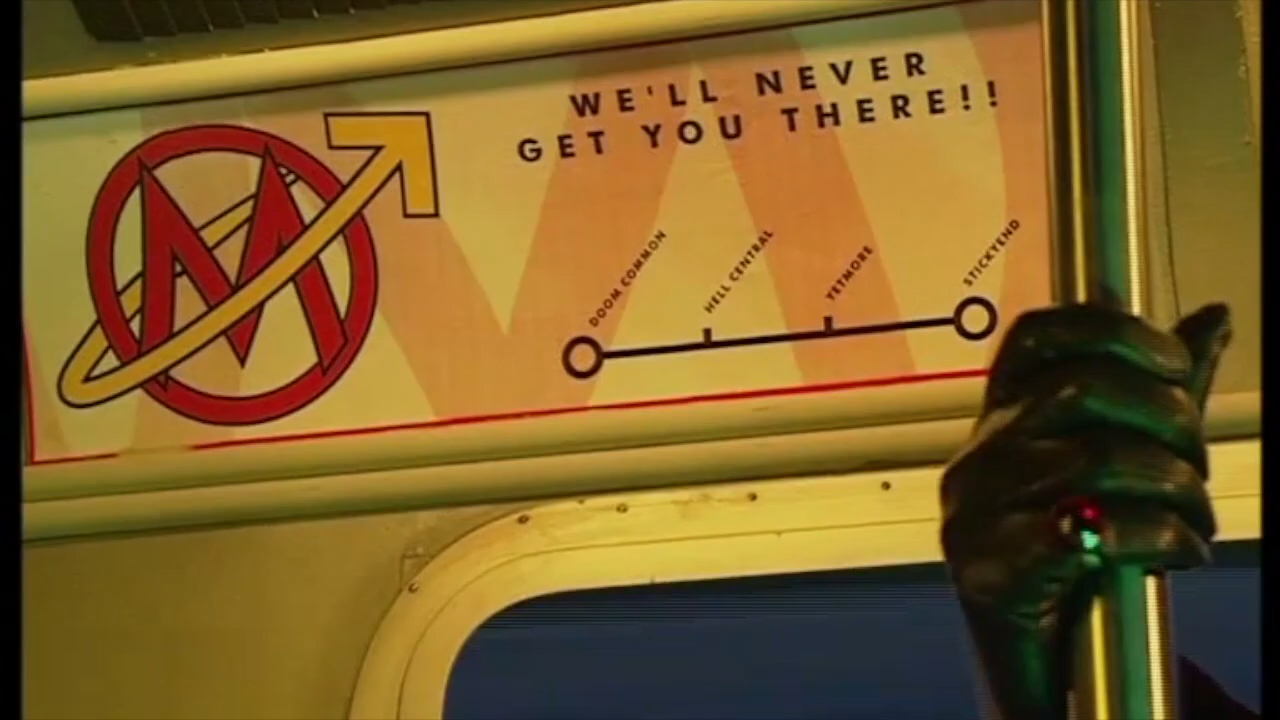 M
WE'LL NEVER
GET YOU THERE!!
DOOM COMMON
HELL CENTRAL
YETMORE
STICKYEND